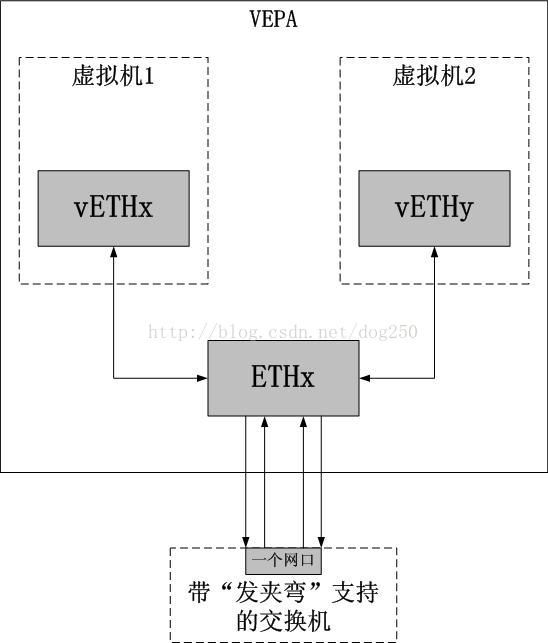 VEPA
虚拟机1
虚拟机2
vETHx
vETHy
http://blog.csdn.net/dog250
ETHx
一个网口
带“发夹弯”支持
的交换机